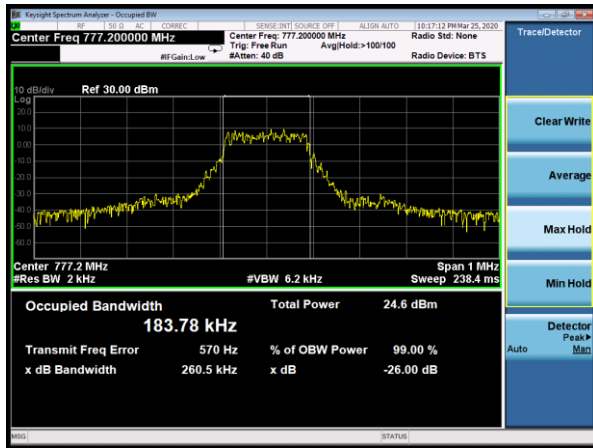 Keysight Spectrum Analyzer - Occupied BW
RF 50 Ω AC CORREC SENSE:INT SOURCE OFF ALIGN AUTO 10:17:12 PM Mar 25, 2020
Center Freq 777.200000 MHz
Center Freq: 777.200000 MHz
Radio Std: None
Trig: Free Run Avg|Hold:>100/100
#IFGain:Low #Atten: 40 dB Radio Device: BTS
Trace/Detector
10 dB/div Ref 30.00 dBm
Log
20.0
10.0
0.00
-10.0
-20.0
-30.0
-40.0
-50.0
-60.0
Center 777.2 MHz Span 1 MHz
#Res BW 2 kHz #VBW 6.2 kHz Sweep 238.4 ms
Occupied Bandwidth Total Power 24.6 dBm
183.78 kHz
Transmit Freq Error 570 Hz % of OBW Power 99.00 %
x dB Bandwidth 260.5 kHz x dB -26.00 dB
Clear Write
Average
Max Hold
Min Hold
Detector
Peak▶
Auto Man
MSG STATUS